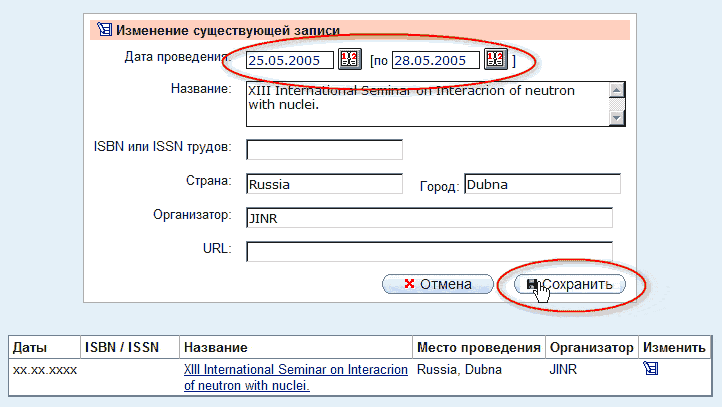 Изменение существующей записи
Дата проведения: 25.05.2005 [по 28.05.2005 ]
Название: XIII International Seminar on Interacrion of neutron
with nuclei.
ISBN или ISSN трудов:
Страна: Russia Город: Dubna
Организатор: JINR
URL:
Отмена Сохранить
Даты ISBN / ISSN Название Место проведения Организатор Изменить
xx.xx.xxxx XIII International Seminar on Interacrion Russia, Dubna JINR
of neutron with nuclei.